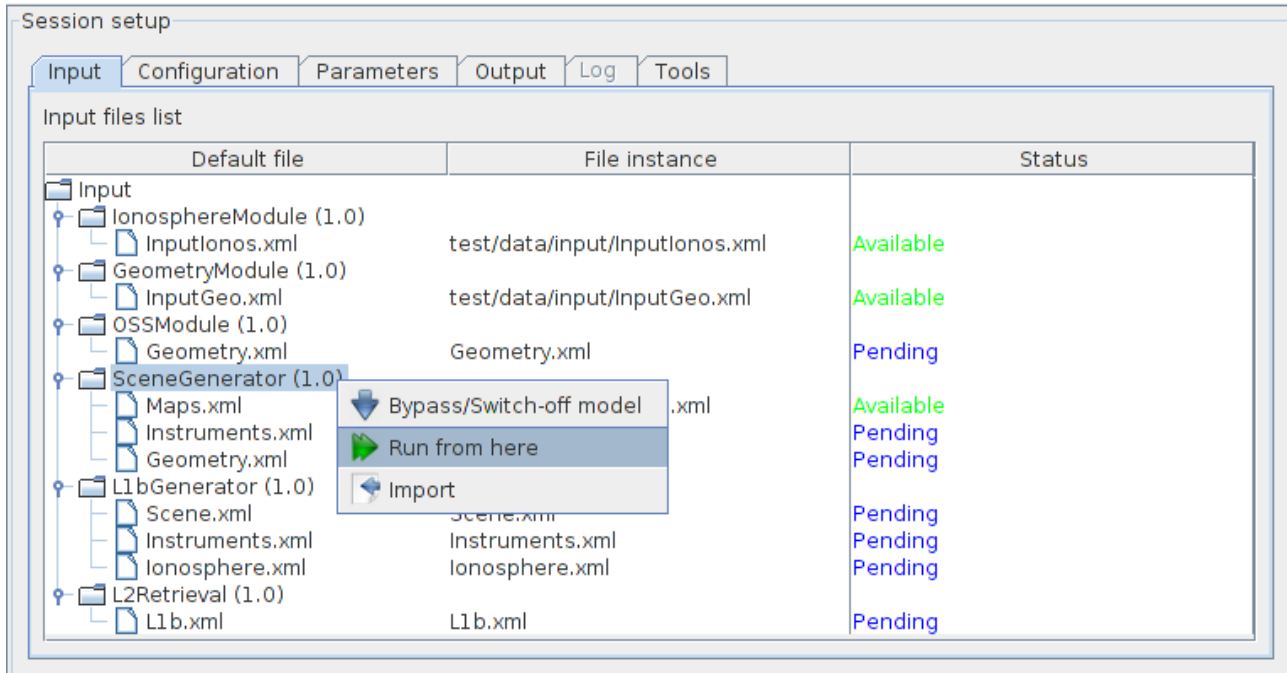 Session setup
Input Configuration Parameters Output Log Tools
Input files list
Default file File instance Status
Input
IonosphereModule (1.0)
InputIonos.xml test/data/input/InputIonos.xml Available
GeometryModule (1.0)
InputGeo.xml test/data/input/InputGeo.xml Available
OSSModule (1.0)
Geometry.xml Geometry.xml Pending
SceneGenerator (1.0)
Maps.xml Bypass/Switch-off model .xml Available
Instruments.xml Run from here Pending
Geometry.xml Pending
L1bGenerator (1.0) Import
Scene.xml Scene.xml Pending
Instruments.xml Instruments.xml Pending
Ionosphere.xml Ionosphere.xml Pending
L2Retrieval (1.0)
L1b.xml L1b.xml Pending